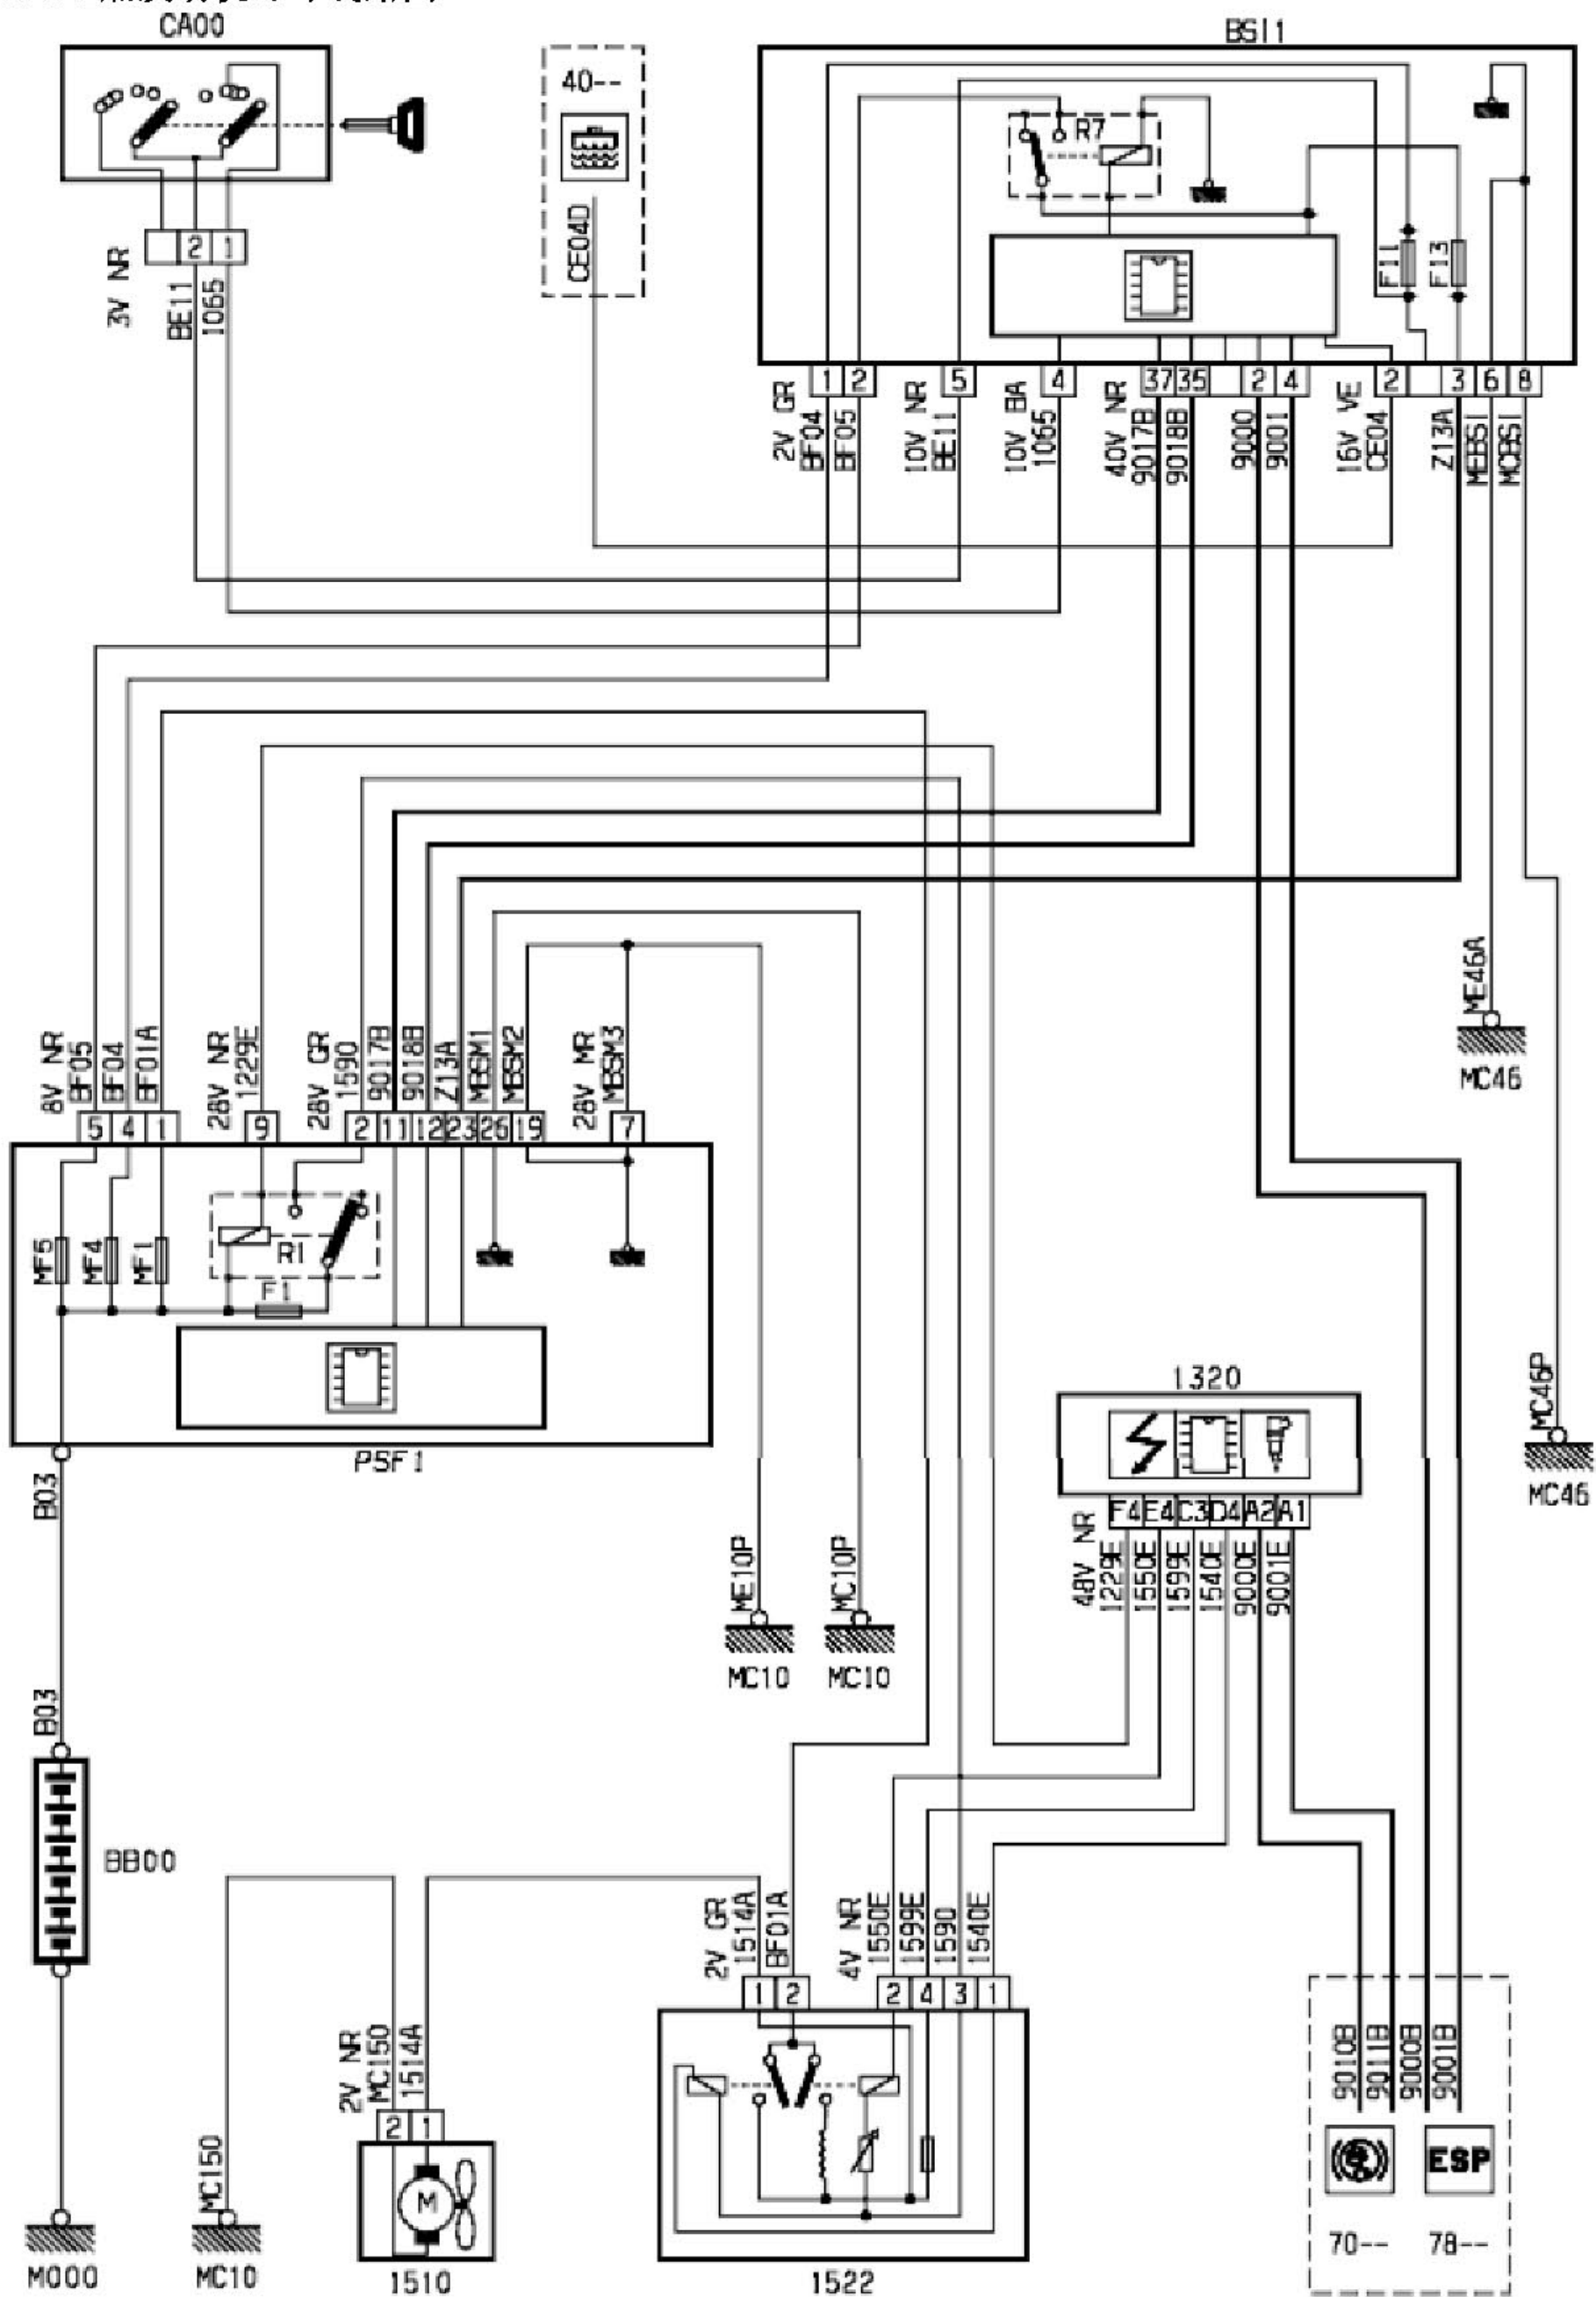 CA00
BSI1
40--
R7
CE04D
F11
F13
2
1
3V NR
BE11
1065
1
2
5
4
37
35
2
4
2
3
6
8
2V GR
BF04
BF05
10V NR
BE11
10V BA
1065
40V NR
9017B
9018B
9000
9001
16V VE
CE04
Z13A
MEBSI
MCBSI
ME46A
MC46
8V NR
BF05
BF04
BF01A
28V NR
1229E
28V GR
1590
9017B
9018B
Z13A
MBSM1
MBSM2
28V MR
MBSM3
5
4
1
9
2
11
12
23
26
19
7
MF5
MF4
MF1
R1
F1
PSF1
1320
MC46P
MC46
B03
F4
E4
C3
D4
A2
A1
48V NR
1229E
1550E
1599E
1540E
9000E
9001E
ME10P
MC10P
MC10
MC10
B03
BB00
2V GR
1514A
BF01A
4V NR
1550E
1599E
1590
1540E
1
2
2
4
3
1
2V NR
MC150
1514A
2
1
M
MC150
9010B
9011B
9000B
9001B
ESP
70--
78--
M000
MC10
1510
1522